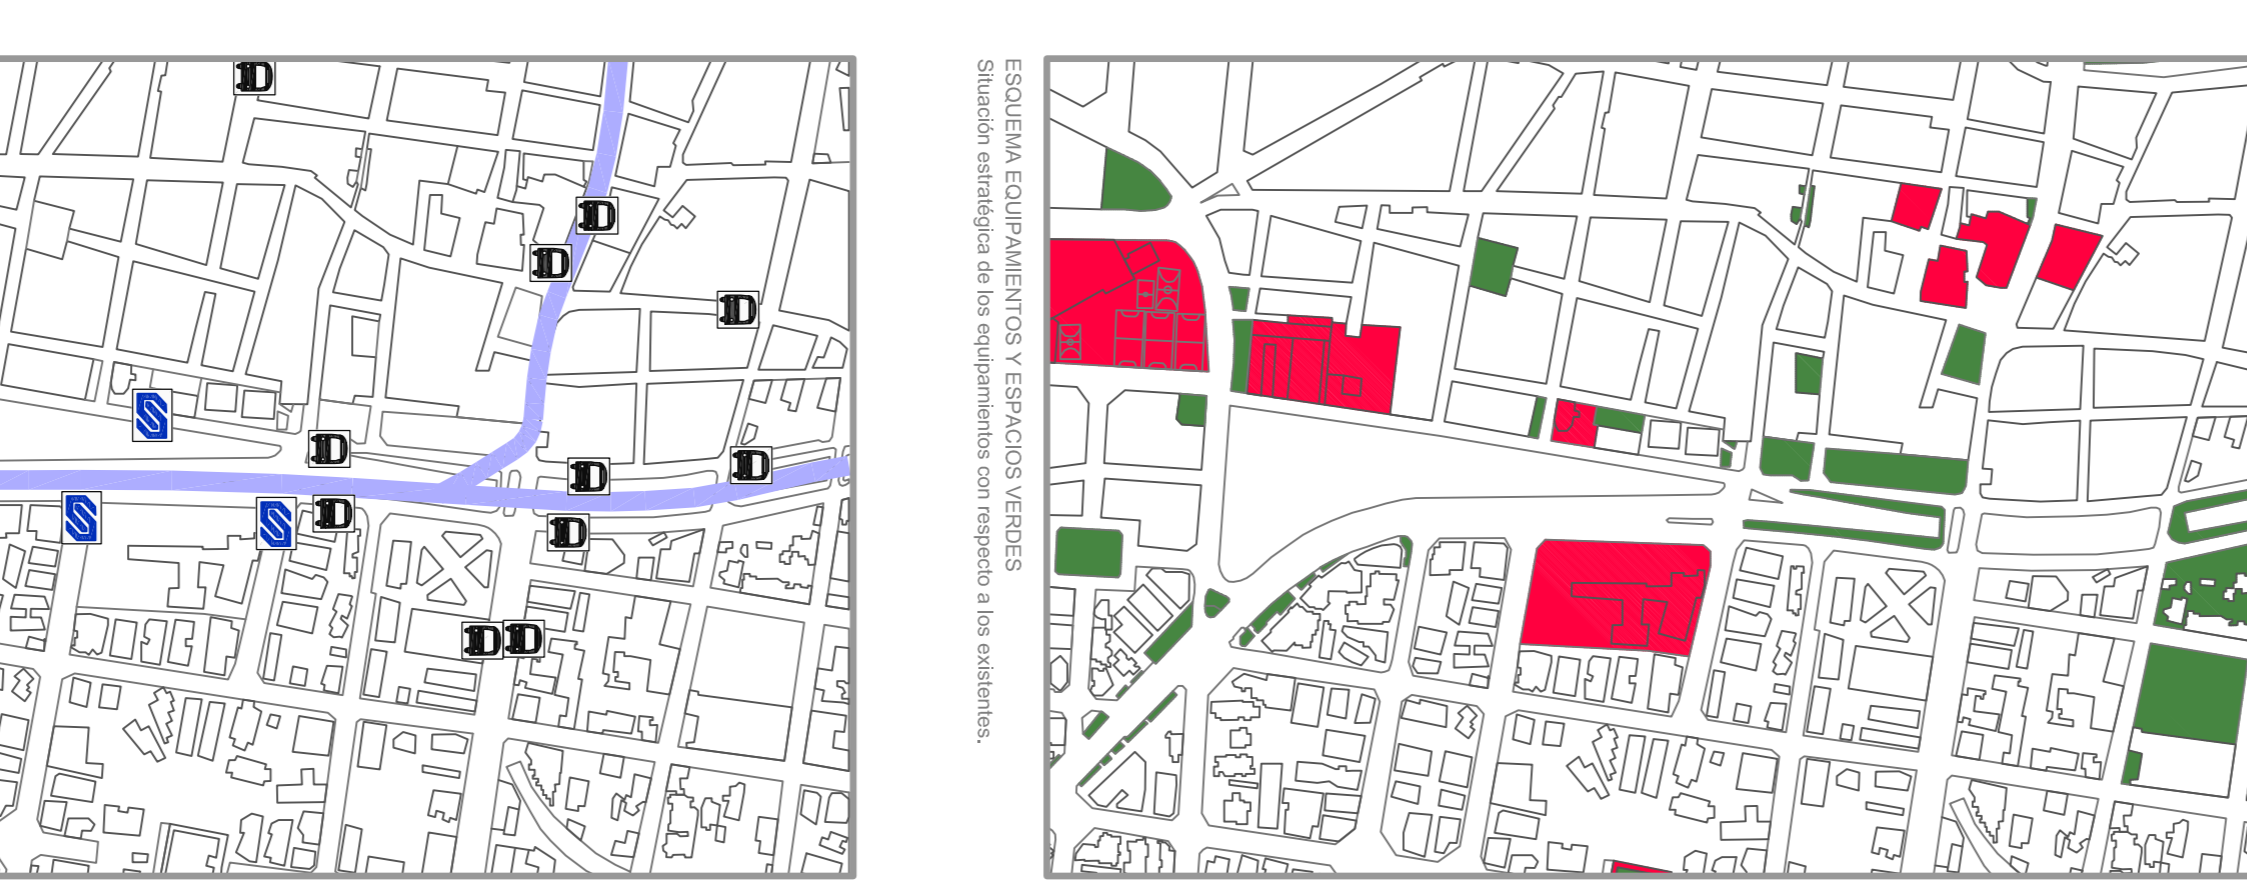 ESQUEMA EQUIPAMIENTOS Y ESPACIOS VERDES
Situación estratégica de los equipamientos con respecto a los existentes.